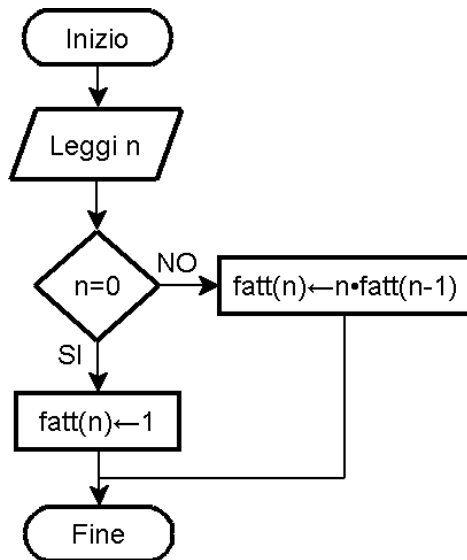 Inizio
Leggi n
n=0
NO
fatt(n)←n•fatt(n-1)
SI
fatt(n)←1
Fine